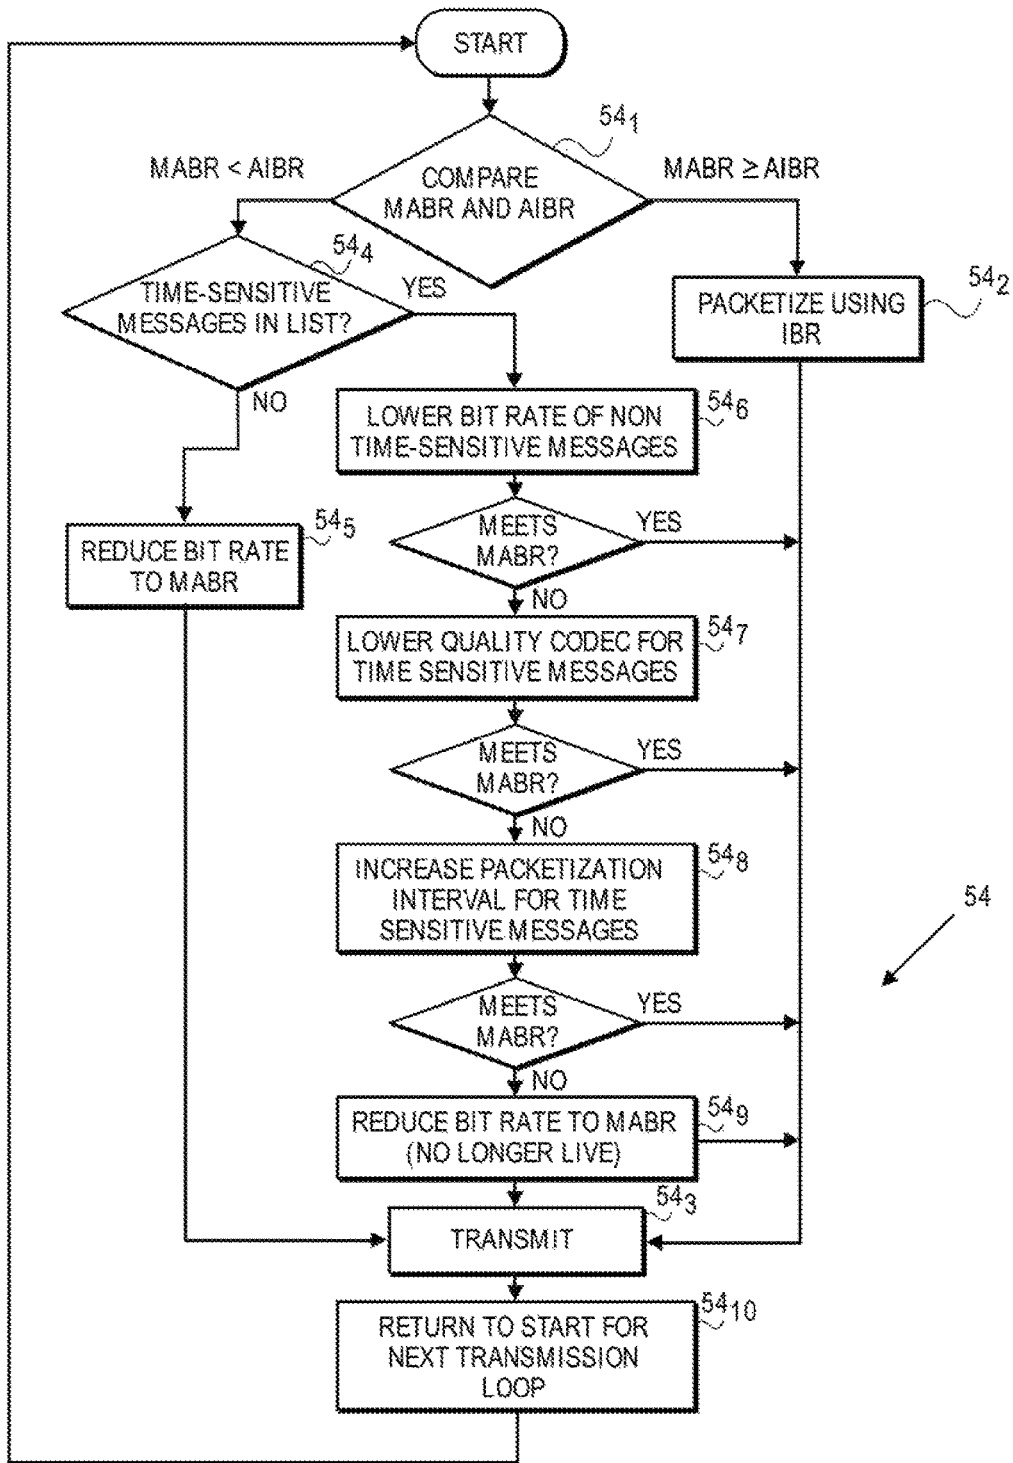 START
54₁
MABR < AIBR
MABR ≥ AIBR
COMPARE
MABR AND AIBR
54₄
TIME-SENSITIVE
MESSAGES IN LIST?
YES
NO
54₂
PACKETIZE USING
IBR
54₆
LOWER BIT RATE OF NON
TIME-SENSITIVE MESSAGES
MEETS
MABR?
YES
NO
54₅
REDUCE BIT RATE
TO MABR
54₇
LOWER QUALITY CODEC FOR
TIME SENSITIVE MESSAGES
MEETS
MABR?
YES
NO
54₈
INCREASE PACKETIZATION
INTERVAL FOR TIME
SENSITIVE MESSAGES
54
MEETS
MABR?
YES
NO
54₉
REDUCE BIT RATE TO MABR
(NO LONGER LIVE)
54₃
TRANSMIT
54₁₀
RETURN TO START FOR
NEXT TRANSMISSION
LOOP